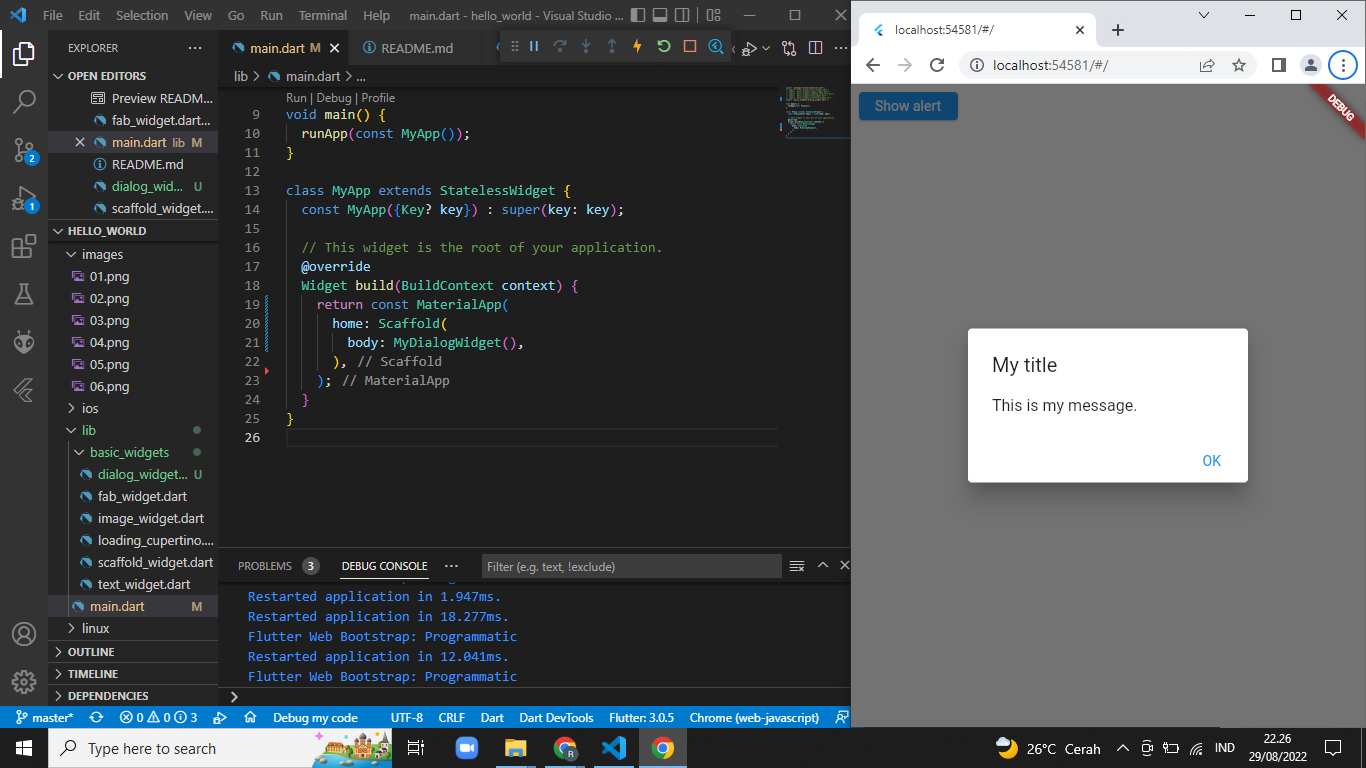 File Edit Selection View Go Run Terminal Help main.dart - hello_world - Visual Studio ...
EXPLORER
OPEN EDITORS
Preview READM...
fab_widget.dart...
main.dart lib M
README.md
dialog_wid... U
scaffold_widget....
HELLO_WORLD
images
01.png
02.png
03.png
04.png
05.png
06.png
ios
lib
basic_widgets
dialog_widget... U
fab_widget.dart
image_widget.dart
loading_cupertino....
scaffold_widget.dart
text_widget.dart
main.dart M
linux
OUTLINE
TIMELINE
DEPENDENCIES
2
1
main.dart M
README.md
lib > main.dart > ...
Run | Debug | Profile
9 void main() {
10 runApp(const MyApp());
11 }
12
13 class MyApp extends StatelessWidget {
14 const MyApp({Key? key}) : super(key: key);
15
16 // This widget is the root of your application.
17 @override
18 Widget build(BuildContext context) {
19 return const MaterialApp(
20 home: Scaffold(
21 body: MyDialogWidget(),
22 ), // Scaffold
23 ); // MaterialApp
24 }
25 }
26
PROBLEMS 3 DEBUG CONSOLE ... Filter (e.g. text, !exclude)
Restarted application in 1.947ms.
Restarted application in 18.277ms.
Flutter Web Bootstrap: Programmatic
Restarted application in 12.041ms.
Flutter Web Bootstrap: Programmatic
master* 0 0 3 Debug my code UTF-8 CRLF Dart Dart DevTools Flutter: 3.0.5 Chrome (web-javascript)
localhost:54581/#/
localhost:54581/#/
Show alert
DEBUG
My title
This is my message.
OK
Type here to search
26°C Cerah
IND
22.26
29/08/2022